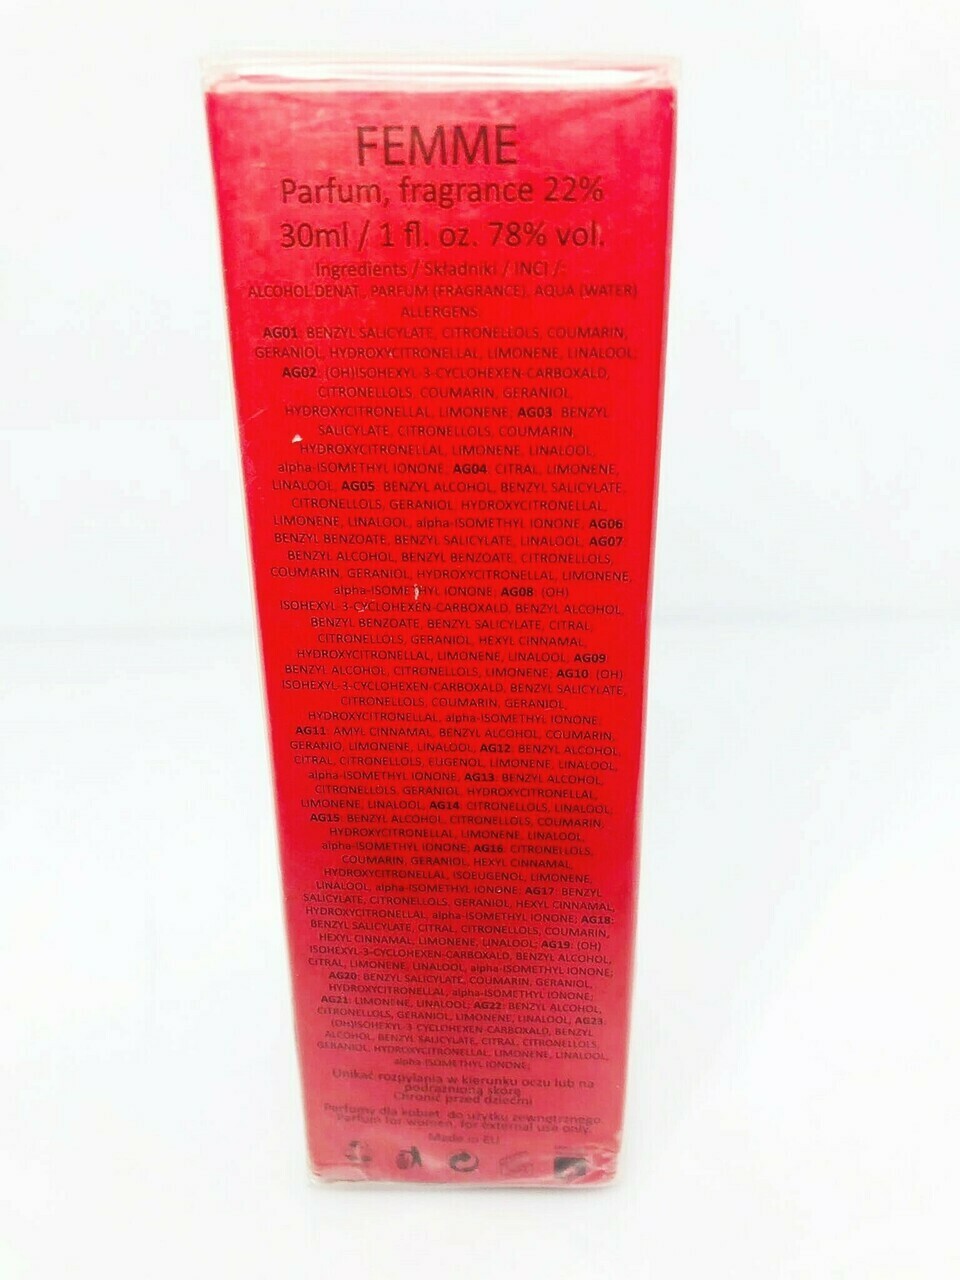 FEMME
Parfum, fragrance 22%
30ml / 1 fl. oz. 78% vol.
Ingredients / Składniki / INCI /:
ALCOHOL DENAT., PARFUM (FRAGRANCE), AQUA (WATER)
ALLERGENS:
AG01: BENZYL SALICYLATE, CITRONELLOLS, COUMARIN,
GERANIOL, HYDROXYCITRONELLAL, LIMONENE, LINALOOL;
AG02: (OH)ISOHEXYL-3-CYCLOHEXEN-CARBOXALD,
CITRONELLOLS, COUMARIN, GERANIOL,
HYDROXYCITRONELLAL, LIMONENE; AG03: BENZYL
SALICYLATE, CITRONELLOLS, COUMARIN,
HYDROXYCITRONELLAL, LIMONENE, LINALOOL,
alpha-ISOMETHYL IONONE; AG04: CITRAL, LIMONENE,
LINALOOL; AG05: BENZYL ALCOHOL, BENZYL SALICYLATE,
CITRONELLOLS, GERANIOL, HYDROXYCITRONELLAL,
LIMONENE, LINALOOL, alpha-ISOMETHYL IONONE; AG06:
BENZYL BENZOATE, BENZYL SALICYLATE, LINALOOL; AG07:
BENZYL ALCOHOL, BENZYL BENZOATE, CITRONELLOLS,
COUMARIN, GERANIOL, HYDROXYCITRONELLAL, LIMONENE,
alpha-ISOMETHYL IONONE; AG08: (OH)
ISOHEXYL-3-CYCLOHEXEN-CARBOXALD, BENZYL ALCOHOL,
BENZYL BENZOATE, BENZYL SALICYLATE, CITRAL,
CITRONELLOLS, GERANIOL, HEXYL CINNAMAL,
HYDROXYCITRONELLAL, LIMONENE, LINALOOL; AG09:
BENZYL ALCOHOL, CITRONELLOLS, LIMONENE; AG10: (OH)
ISOHEXYL-3-CYCLOHEXEN-CARBOXALD, BENZYL SALICYLATE,
CITRONELLOLS, COUMARIN, GERANIOL,
HYDROXYCITRONELLAL, alpha-ISOMETHYL IONONE;
AG11: AMYL CINNAMAL, BENZYL ALCOHOL, COUMARIN,
GERANIO, LIMONENE, LINALOOL; AG12: BENZYL ALCOHOL,
CITRAL, CITRONELLOLS, EUGENOL, LIMONENE, LINALOOL,
alpha-ISOMETHYL IONONE; AG13: BENZYL ALCOHOL,
CITRONELLOLS, GERANIOL, HYDROXYCITRONELLAL,
LIMONENE, LINALOOL; AG14: CITRONELLOLS, LINALOOL;
AG15: BENZYL ALCOHOL, CITRONELLOLS, COUMARIN,
HYDROXYCITRONELLAL, LIMONENE, LINALOOL,
alpha-ISOMETHYL IONONE; AG16: CITRONELLOLS,
COUMARIN, GERANIOL, HEXYL CINNAMAL,
HYDROXYCITRONELLAL, ISOEUGENOL, LIMONENE,
LINALOOL, alpha-ISOMETHYL IONONE; AG17: BENZYL
SALICYLATE, CITRONELLOLS, GERANIOL, HEXYL CINNAMAL,
HYDROXYCITRONELLAL, alpha-ISOMETHYL IONONE; AG18:
BENZYL SALICYLATE, CITRAL, CITRONELLOLS, COUMARIN,
HEXYL CINNAMAL, LIMONENE, LINALOOL; AG19: (OH)
ISOHEXYL-3-CYCLOHEXEN-CARBOXALD, BENZYL ALCOHOL,
CITRAL, LIMONENE, LINALOOL, alpha-ISOMETHYL IONONE;
AG20: BENZYL SALICYLATE, COUMARIN, GERANIOL,
HYDROXYCITRONELLAL, alpha-ISOMETHYL IONONE;
AG21: LIMONENE, LINALOOL; AG22: BENZYL ALCOHOL,
CITRONELLOLS, GERANIOL, LIMONENE, LINALOOL; AG23:
(OH)ISOHEXYL-3-CYCLOHEXEN-CARBOXALD, BENZYL
ALCOHOL, BENZYL SALICYLATE, CITRAL, CITRONELLOLS,
GERANIOL, HYDROXYCITRONELLAL, LIMONENE, LINALOOL,
alpha-ISOMETHYL IONONE;
Unikać rozpylania w kierunku oczu lub na
podrażnioną skórę.
Chronić przed dziećmi
Perfumy dla kobiet, do użytku zewnętrznego
Parfum for women, for external use only.
Made in EU